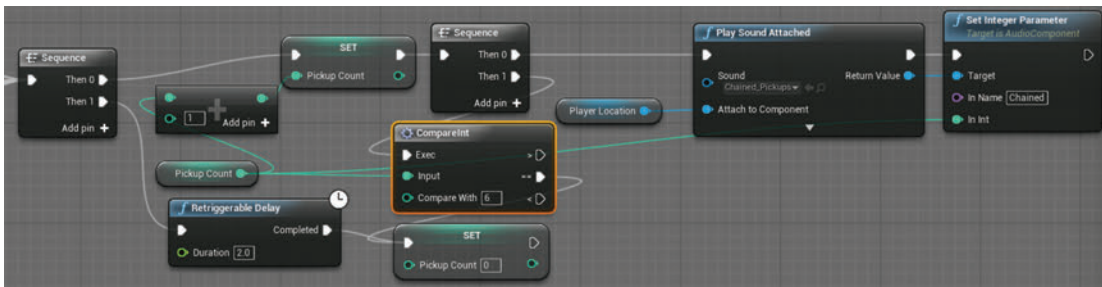 Sequence
Then 0
Then 1
Add pin +
1
Add pin +
Pickup Count
Retriggerable Delay
Completed
Duration 2.0
SET
Pickup Count
Sequence
Then 0
Then 1
Add pin +
CompareInt
Exec >
Input ==
Compare With 6 <
SET
Pickup Count 0
Player Location
Play Sound Attached
Sound Return Value
Chained_Pickups
Attach to Component
Set Integer Parameter
Target is AudioComponent
Target
In Name Chained
In Int